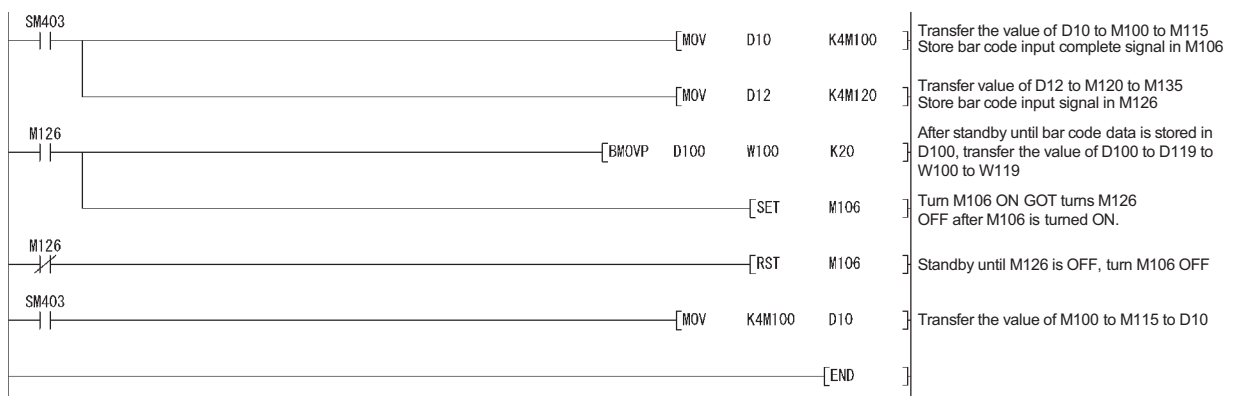 SM403
MOV D10 K4M100
Transfer the value of D10 to M100 to M115
Store bar code input complete signal in M106
MOV D12 K4M120
Transfer value of D12 to M120 to M135
Store bar code input signal in M126
M126
BMOVP D100 W100 K20
After standby until bar code data is stored in
D100, transfer the value of D100 to D119 to
W100 to W119
SET M106
Turn M106 ON GOT turns M126
OFF after M106 is turned ON.
M126
RST M106
Standby until M126 is OFF, turn M106 OFF
SM403
MOV K4M100 D10
Transfer the value of M100 to M115 to D10
END